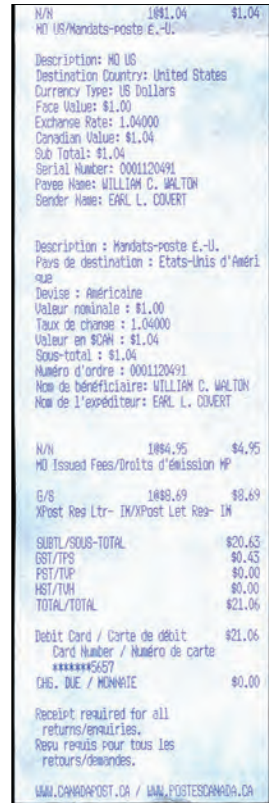 N/N 1@$1.04 $1.04
MO US/Mandats-poste É.-U.
Description: MO US
Destination Country: United States
Currency Type: US Dollars
Face Value: $1.00
Exchange Rate: 1.04000
Canadian Value: $1.04
Sub Total: $1.04
Serial Number: 0001120491
Payee Name: WILLIAM C. WALTON
Sender Name: EARL L. COVERT
Description : Mandats-poste É.-U.
Pays de destination : Etats-Unis d'Améri
que
Devise : Américaine
Valeur nominale : $1.00
Taux de change : 1.04000
Valeur en $CAN : $1.04
Sous-total : $1.04
Numéro d'ordre : 0001120491
Nom de bénéficiaire: WILLIAM C. WALTON
Nom de l'expéditeur: EARL L. COVERT
N/N 1@$4.95 $4.95
MO Issued Fees/Droits d'émission MP
G/S 1@$8.69 $8.69
XPost Reg Ltr- IM/XPost Let Reg- IM
SUBTL/SOUS-TOTAL $20.63
GST/TPS $0.43
PST/TVP $0.00
HST/TVH $0.00
TOTAL/TOTAL $21.06
Debit Card / Carte de débit $21.06
Card Number / Numéro de carte
*******5657
CHG. DUE / MONNAIE $0.00
Receipt required for all
returns/enquiries.
Reçu requis pour tous les
retours/demandes.
WWW.CANADAPOST.CA / WWW.POSTESCANADA.CA